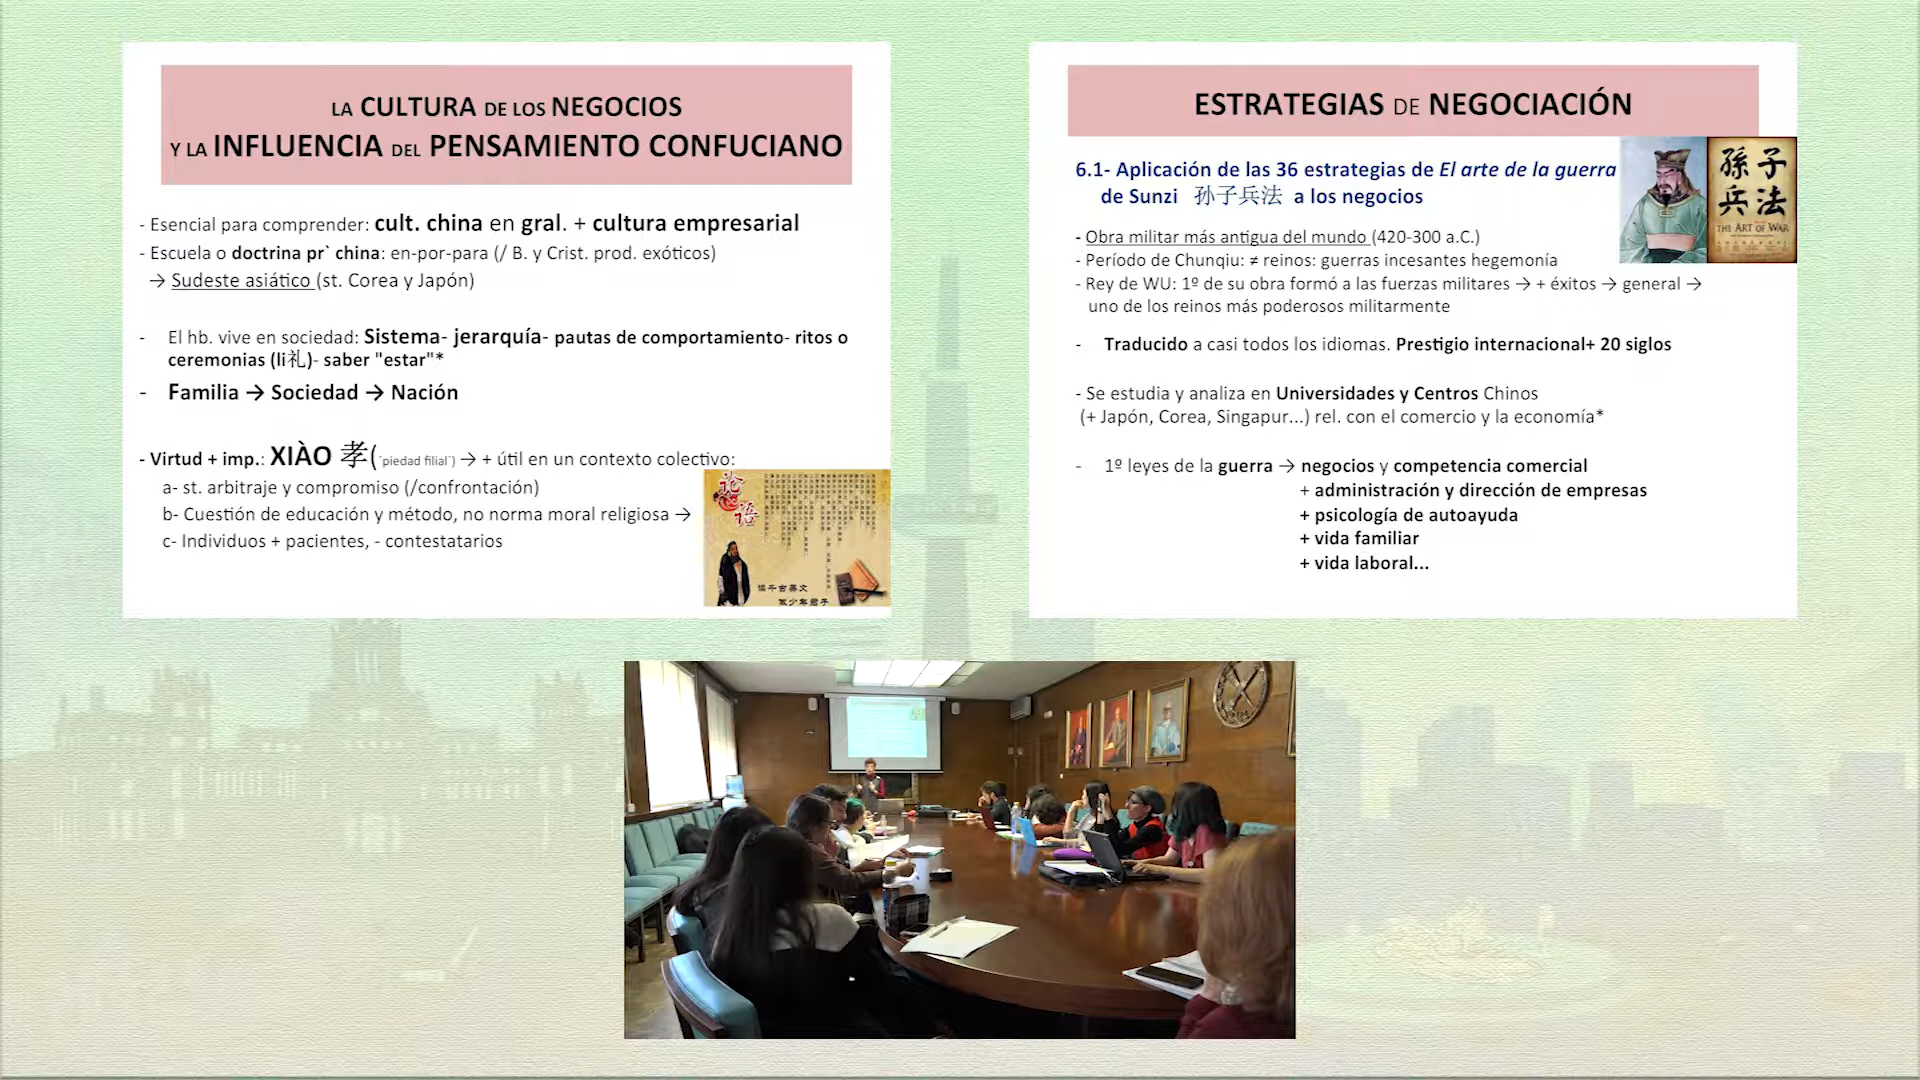 LA CULTURA DE LOS NEGOCIOS
Y LA INFLUENCIA DEL PENSAMIENTO CONFUCIANO
- Esencial para comprender: cult. china en gral. + cultura empresarial
- Escuela o doctrina pr` china: en-por-para (/ B. y Crist. prod. exóticos)
→ Sudeste asiático (st. Corea y Japón)
- El hb. vive en sociedad: Sistema- jerarquía- pautas de comportamiento- ritos o
ceremonias (li礼)- saber "estar"*
- Familia → Sociedad → Nación
- Virtud + imp.: XIÀO 孝(¨piedad filial¨) → + útil en un contexto colectivo:
a- st. arbitraje y compromiso (/confrontación)
b- Cuestión de educación y método, no norma moral religiosa →
c- Individuos + pacientes, - contestatarios
论
语
ESTRATEGIAS DE NEGOCIACIÓN
6.1- Aplicación de las 36 estrategias de El arte de la guerra
de Sunzi 孙子兵法 a los negocios
孫子
兵法
THE ART OF WAR
- Obra militar más antigua del mundo (420-300 a.C.)
- Período de Chunqiu: ≠ reinos: guerras incesantes hegemonía
- Rey de WU: 1º de su obra formó a las fuerzas militares → + éxitos → general →
uno de los reinos más poderosos militarmente
- Traducido a casi todos los idiomas. Prestigio internacional+ 20 siglos
- Se estudia y analiza en Universidades y Centros Chinos
(+ Japón, Corea, Singapur...) rel. con el comercio y la economía*
- 1º leyes de la guerra → negocios y competencia comercial
+ administración y dirección de empresas
+ psicología de autoayuda
+ vida familiar
+ vida laboral...